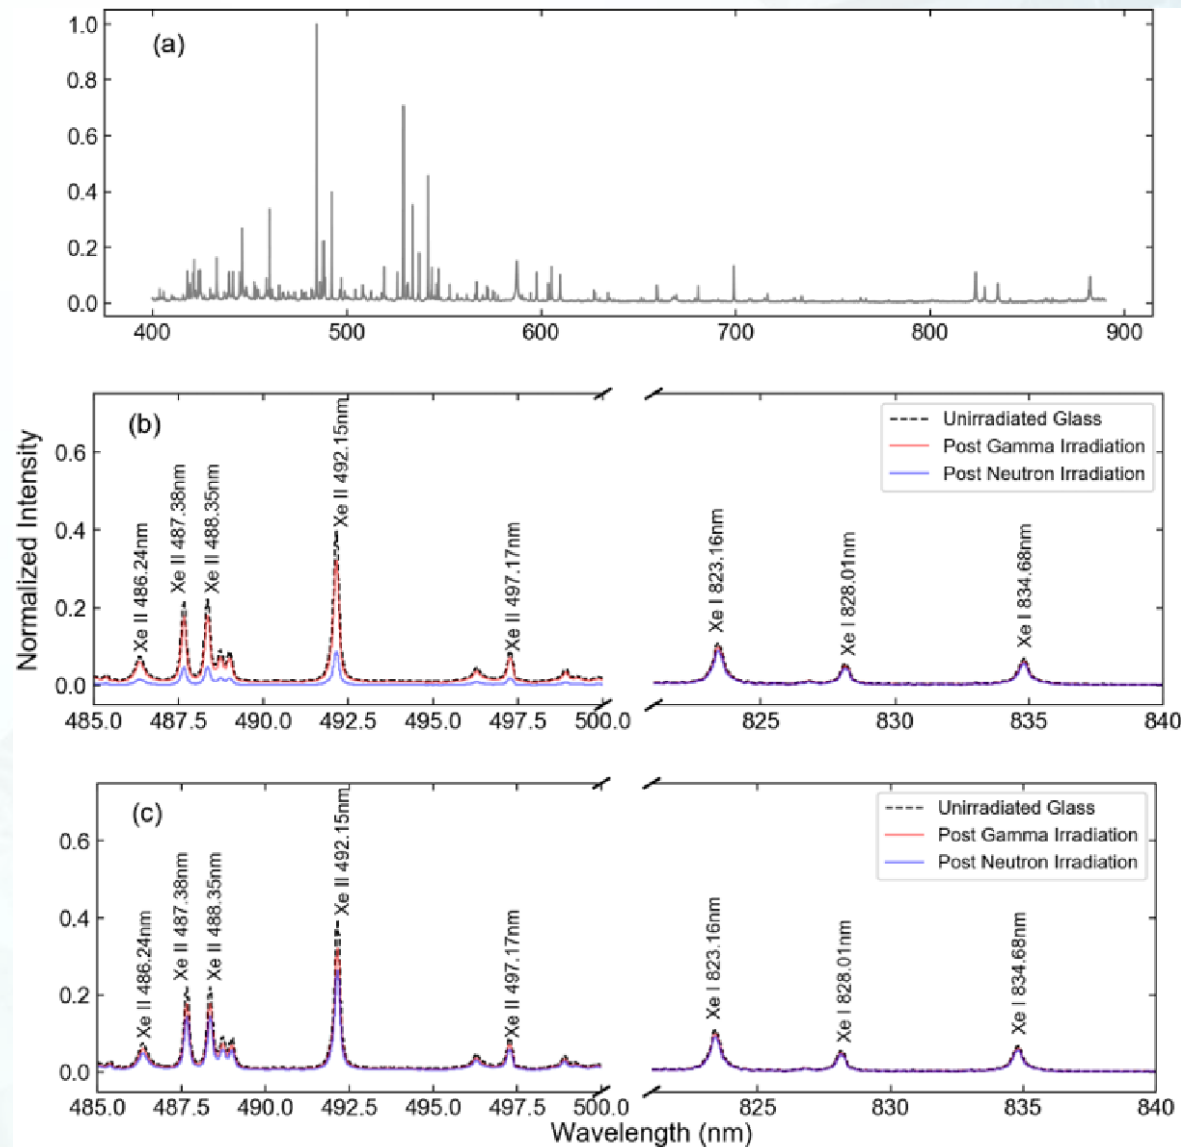 1.0
(a)
0.8
0.6
0.4
0.2
0.0
400 500 600 700 800 900
Normalized Intensity
(b)
0.6
0.4
0.2
0.0
Xe II 486.24nm
Xe II 487.38nm
Xe II 488.35nm
Xe II 492.15nm
Xe II 497.17nm
Xe I 823.16nm
Xe I 828.01nm
Xe I 834.68nm
Unirradiated Glass
Post Gamma Irradiation
Post Neutron Irradiation
485.0 487.5 490.0 492.5 495.0 497.5 500.0 825 830 835 840
(c)
0.6
0.4
0.2
0.0
Xe II 486.24nm
Xe II 487.38nm
Xe II 488.35nm
Xe II 492.15nm
Xe II 497.17nm
Xe I 823.16nm
Xe I 828.01nm
Xe I 834.68nm
Unirradiated Glass
Post Gamma Irradiation
Post Neutron Irradiation
485.0 487.5 490.0 492.5 495.0 497.5 500.0 825 830 835 840
Wavelength (nm)